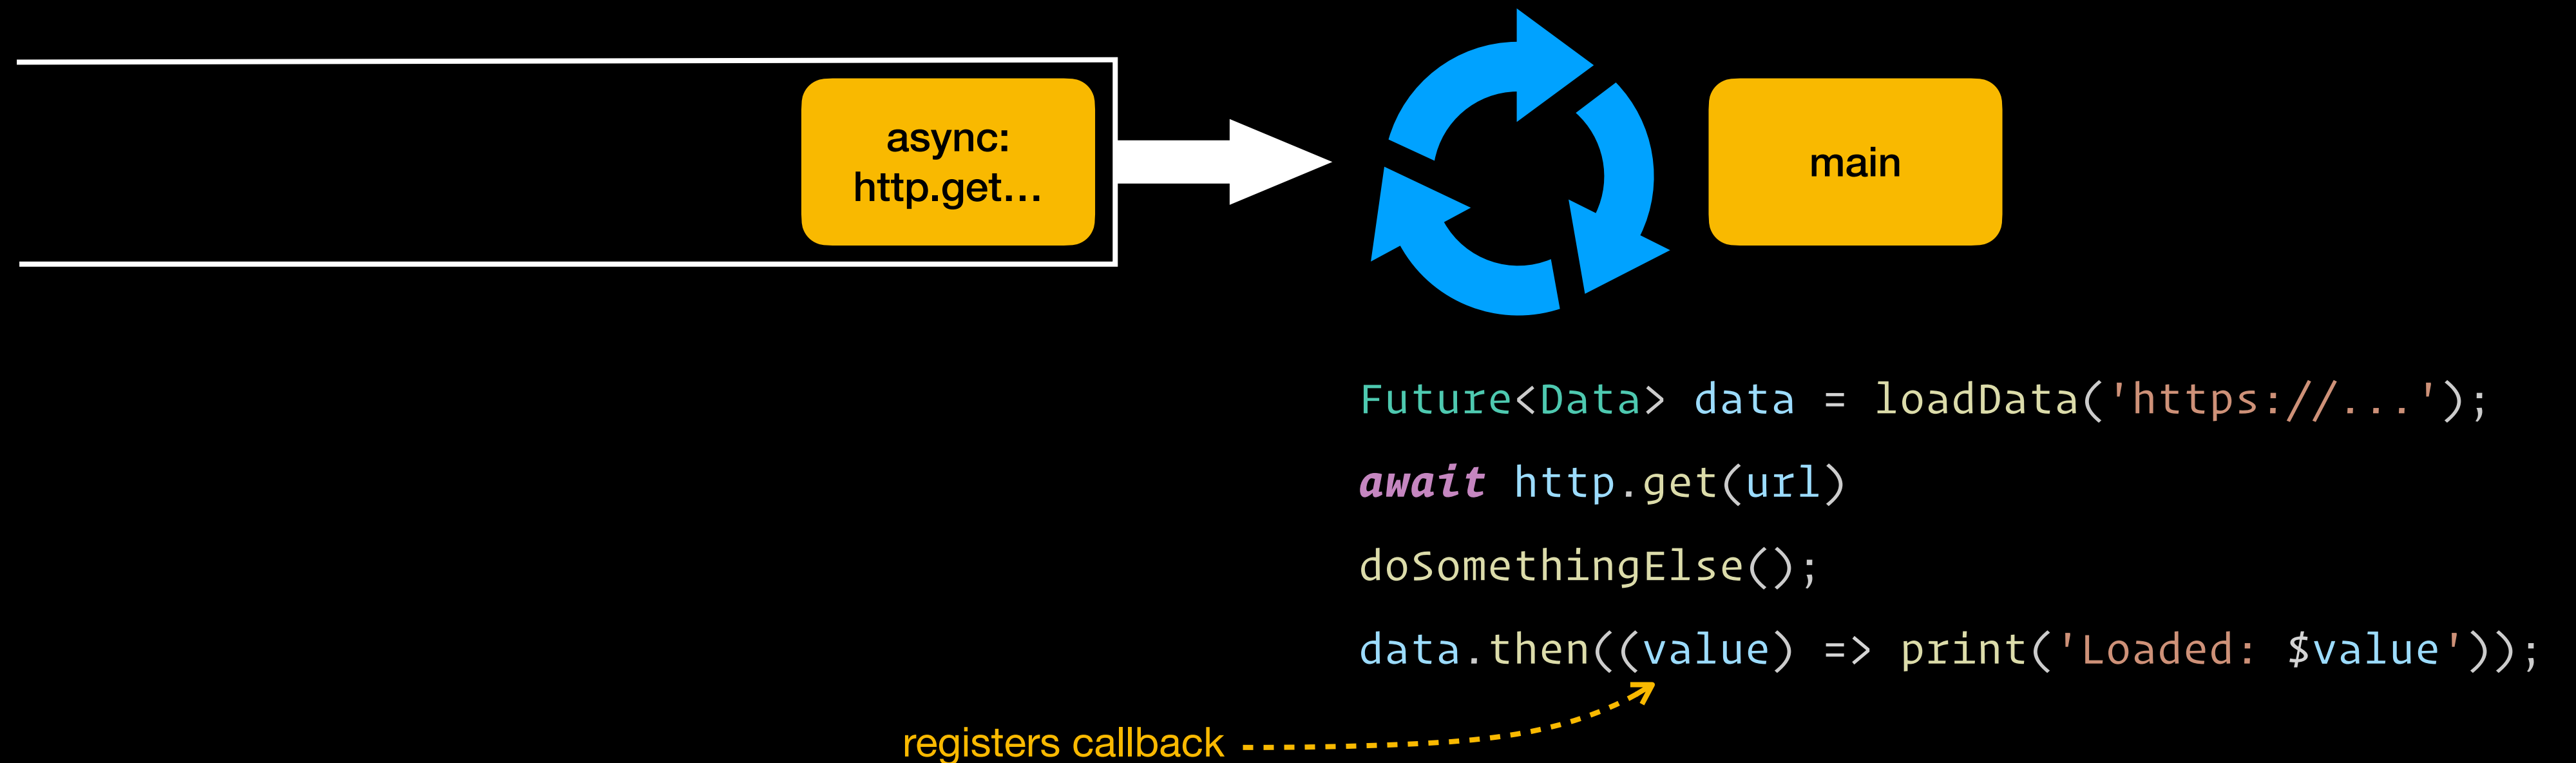 async:
http.get…
main
Future<Data> data = loadData('https://...');
await http.get(url)
doSomethingElse();
data.then((value) => print('Loaded: $value'));
registers callback